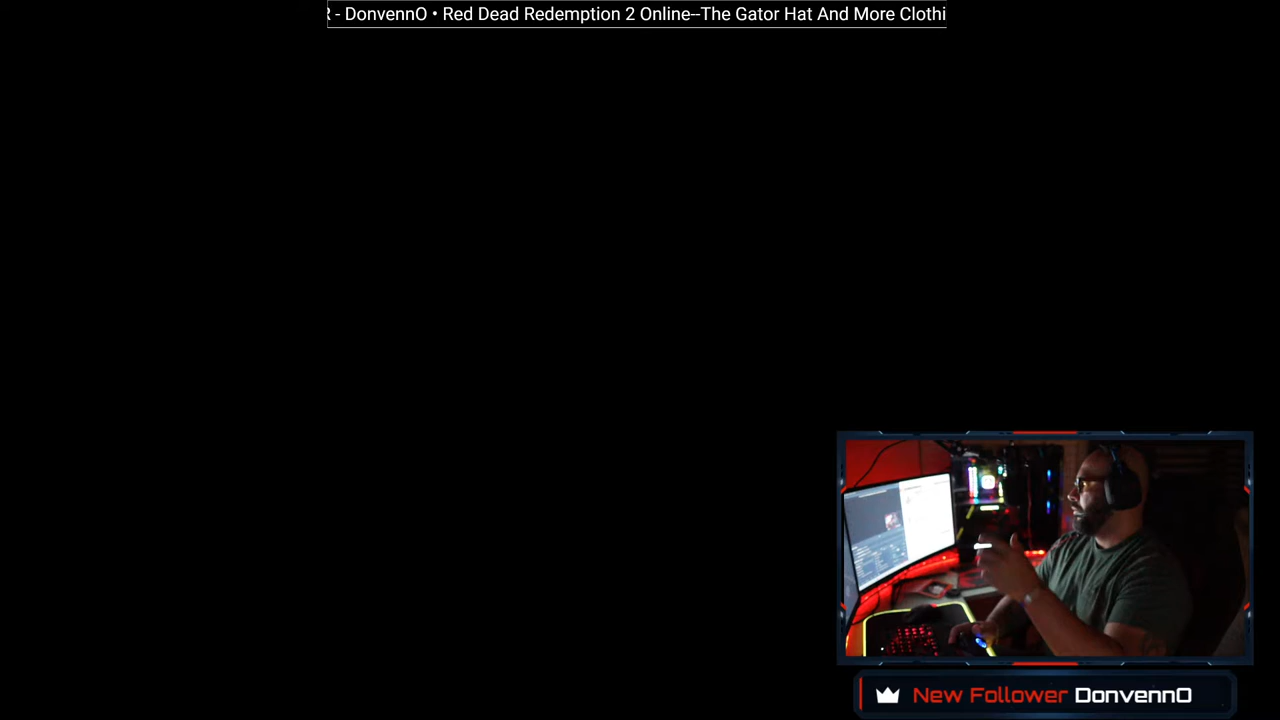 - DonvennO • Red Dead Redemption 2 Online--The Gator Hat And More Clothi
New Follower DonvennO